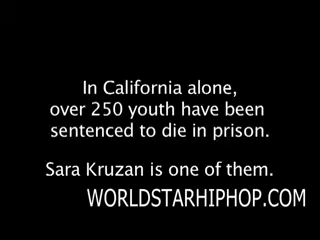 In California alone,
over 250 youth have been
sentenced to die in prison.
Sara Kruzan is one of them.
WORLDSTARHIPHOP.COM